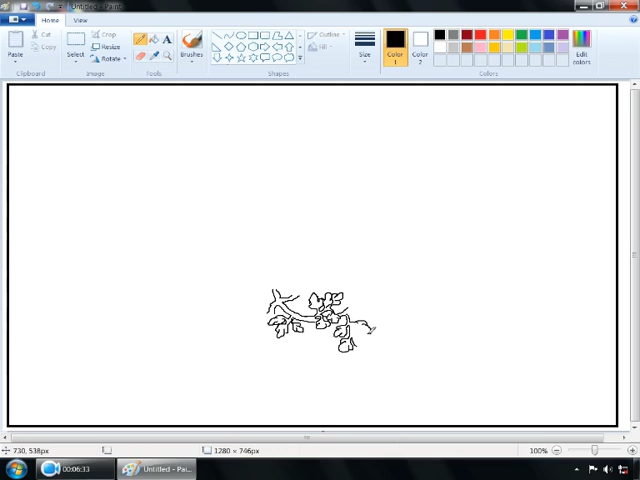 Untitled - Paint
Home
View
Paste
Cut
Copy
Clipboard
Select
Crop
Resize
Rotate
Image
A
Tools
Brushes
Outline
Fill
Shapes
Size
Color
1
Color
2
Edit
colors
Colors
730, 538px
1280 × 746px
100%
00:06:33
Untitled - Pai...